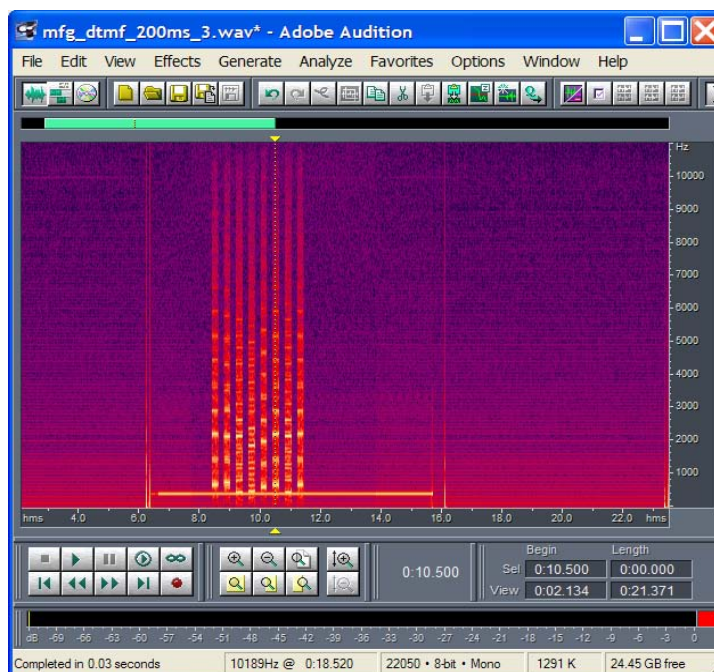 mfg_dtmf_200ms_3.wav* - Adobe Audition
File Edit View Effects Generate Analyze Favorites Options Window Help
Hz
10000
9000
8000
7000
6000
5000
4000
3000
2000
1000
hms 4.0 6.0 8.0 10.0 12.0 14.0 16.0 18.0 20.0 22.0 hms
Begin Length
0:10.500 Sel 0:10.500 0:00.000
View 0:02.134 0:21.371
dB -69 -66 -63 -60 -57 -54 -51 -48 -45 -42 -39 -36 -33 -30 -27 -24 -21 -18 -15 -12 -9 -6 -3 0
Completed in 0.03 seconds 10189Hz @ 0:18.520 22050 • 8-bit • Mono 1291 K 24.45 GB free